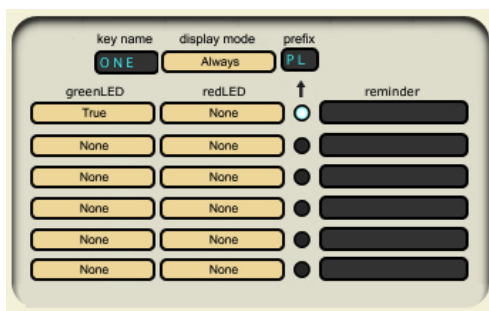 key name display mode prefix
ONE Always PL
greenLED redLED reminder
True None
None None
None None
None None
None None
None None